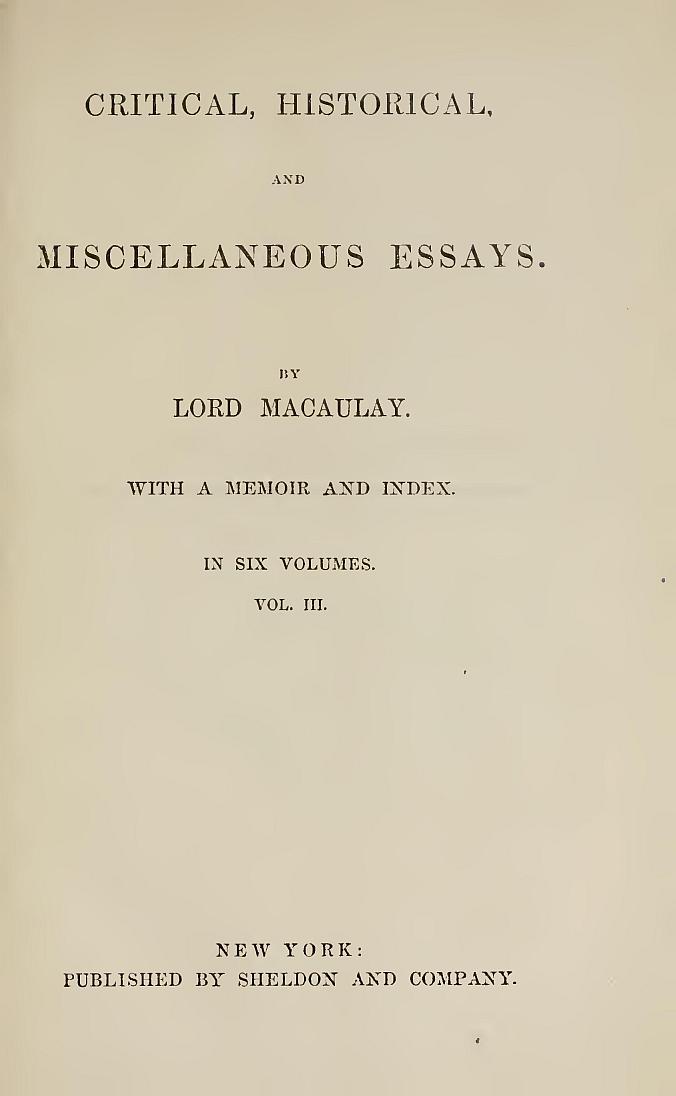 CRITICAL, HISTORICAL,
AND
MISCELLANEOUS ESSAYS.
BY
LORD MACAULAY.
WITH A MEMOIR AND INDEX.
IN SIX VOLUMES.
VOL. III.
NEW YORK:
PUBLISHED BY SHELDON AND COMPANY.